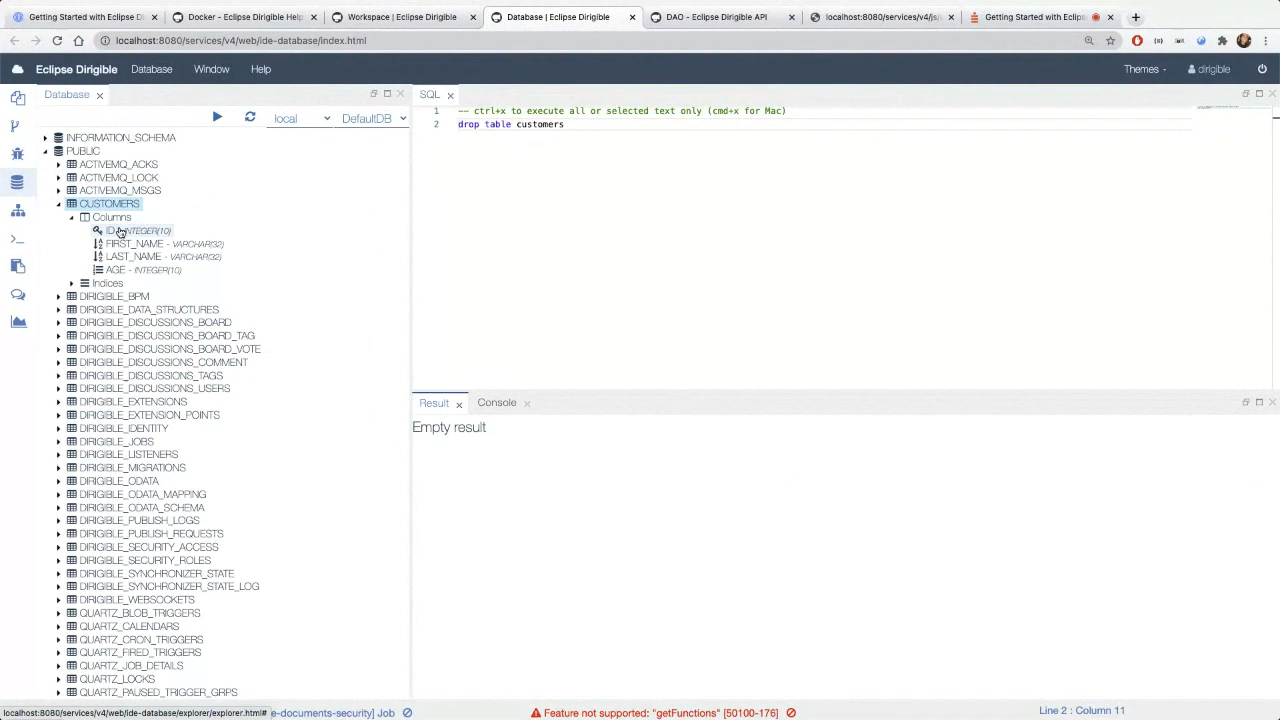 Getting Started with Eclipse D
Docker - Eclipse Dirigible Help
Workspace | Eclipse Dirigible
Database | Eclipse Dirigible
DAO - Eclipse Dirigible API
localhost:8080/services/v4/js/
Getting Started with Eclips
localhost:8080/services/v4/web/ide-database/index.html
Eclipse Dirigible
Database
Window
Help
Themes
dirigible
Database
local
DefaultDB
INFORMATION_SCHEMA
PUBLIC
ACTIVEMQ_ACKS
ACTIVEMQ_LOCK
ACTIVEMQ_MSGS
CUSTOMERS
Columns
ID - INTEGER(10)
FIRST_NAME - VARCHAR(32)
LAST_NAME - VARCHAR(32)
AGE - INTEGER(10)
Indices
DIRIGIBLE_BPM
DIRIGIBLE_DATA_STRUCTURES
DIRIGIBLE_DISCUSSIONS_BOARD
DIRIGIBLE_DISCUSSIONS_BOARD_TAG
DIRIGIBLE_DISCUSSIONS_BOARD_VOTE
DIRIGIBLE_DISCUSSIONS_COMMENT
DIRIGIBLE_DISCUSSIONS_TAGS
DIRIGIBLE_DISCUSSIONS_USERS
DIRIGIBLE_EXTENSIONS
DIRIGIBLE_EXTENSION_POINTS
DIRIGIBLE_IDENTITY
DIRIGIBLE_JOBS
DIRIGIBLE_LISTENERS
DIRIGIBLE_MIGRATIONS
DIRIGIBLE_ODATA
DIRIGIBLE_ODATA_MAPPING
DIRIGIBLE_ODATA_SCHEMA
DIRIGIBLE_PUBLISH_LOGS
DIRIGIBLE_PUBLISH_REQUESTS
DIRIGIBLE_SECURITY_ACCESS
DIRIGIBLE_SECURITY_ROLES
DIRIGIBLE_SYNCHRONIZER_STATE
DIRIGIBLE_SYNCHRONIZER_STATE_LOG
DIRIGIBLE_WEBSOCKETS
QUARTZ_BLOB_TRIGGERS
QUARTZ_CALENDARS
QUARTZ_CRON_TRIGGERS
QUARTZ_FIRED_TRIGGERS
QUARTZ_JOB_DETAILS
QUARTZ_LOCKS
QUARTZ_PAUSED_TRIGGER_GRPS
SQL
1 -- ctrl+x to execute all or selected text only (cmd+x for Mac)
2 drop table customers
Result
Console
Empty result
localhost:8080/services/v4/web/ide-database/explorer/explorer.html#
e-documents-security] Job
Feature not supported: "getFunctions" [50100-176]
Line 2 : Column 11